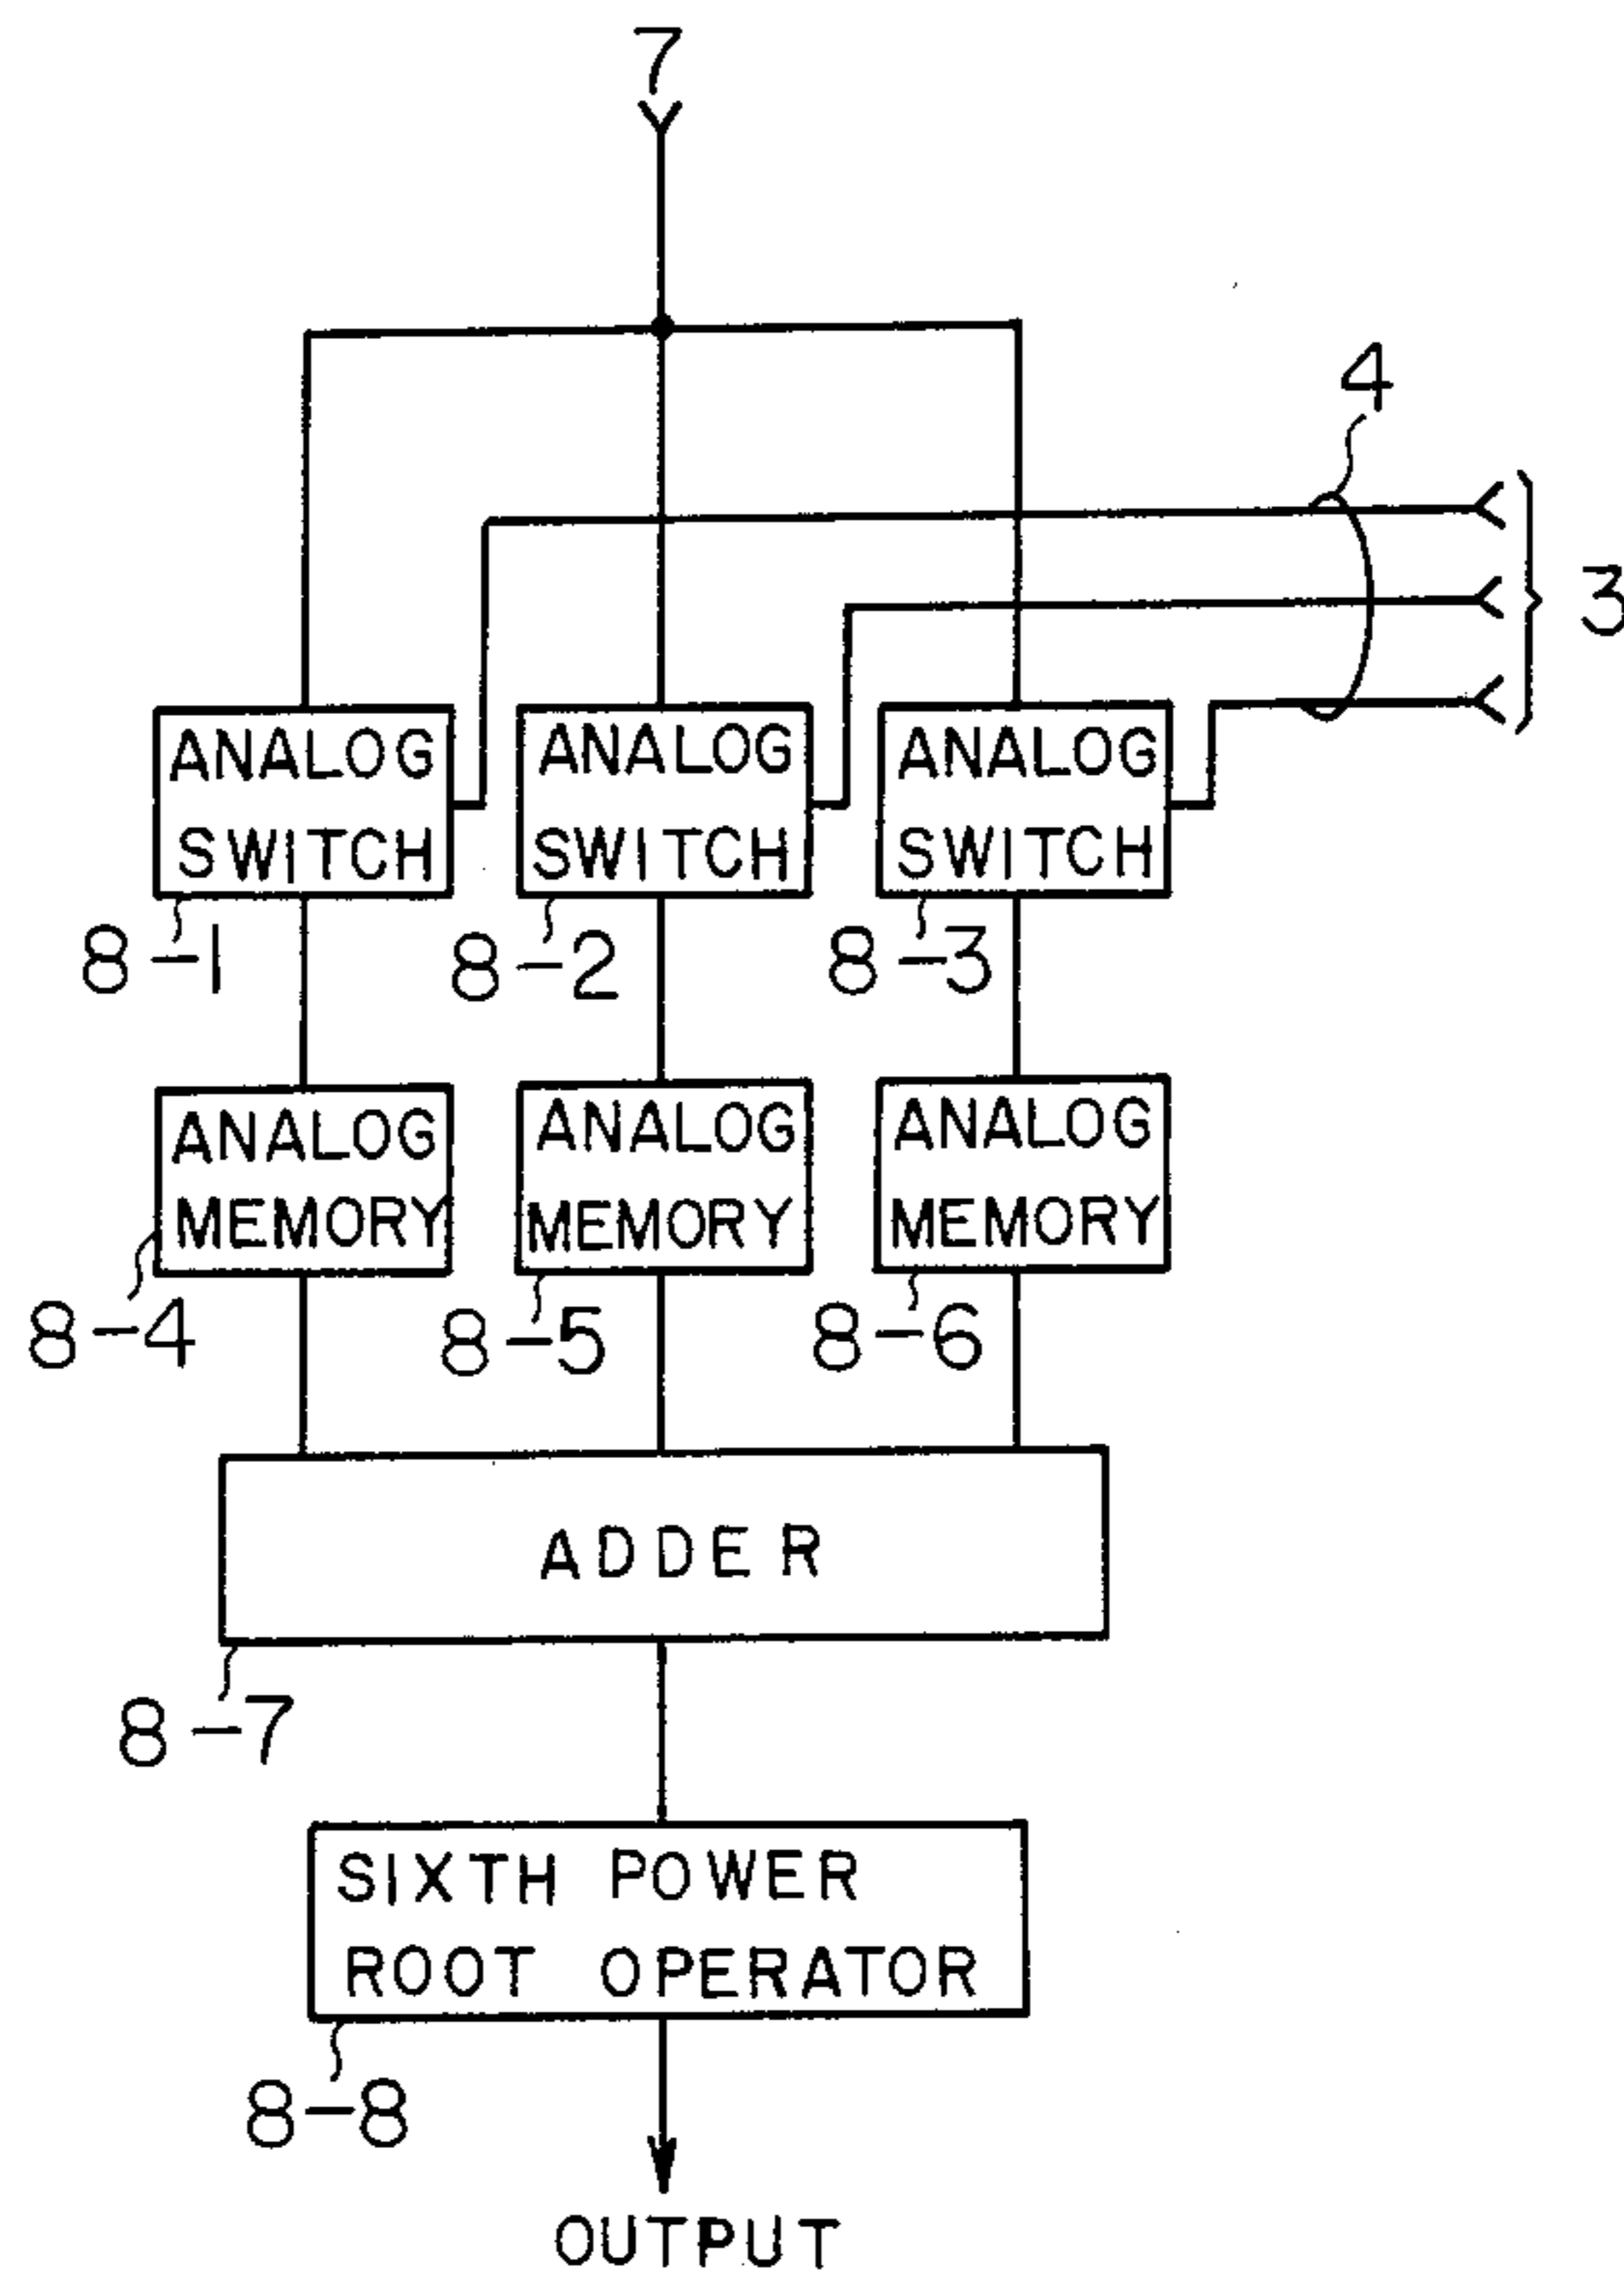 7
4
3
ANALOG
SWITCH
ANALOG
SWITCH
ANALOG
SWITCH
8-1
8-2
8-3
ANALOG
MEMORY
ANALOG
MEMORY
ANALOG
MEMORY
8-4
8-5
8-6
ADDER
8-7
SIXTH POWER
ROOT OPERATOR
8-8
OUTPUT